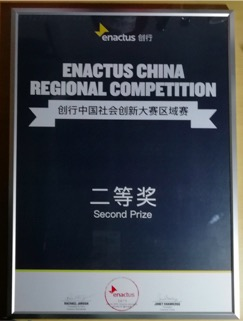 enactus 创行
ENACTUS CHINA
REGIONAL COMPETITION
创行中国社会创新大赛区域赛
二等奖
Second Prize
enactus